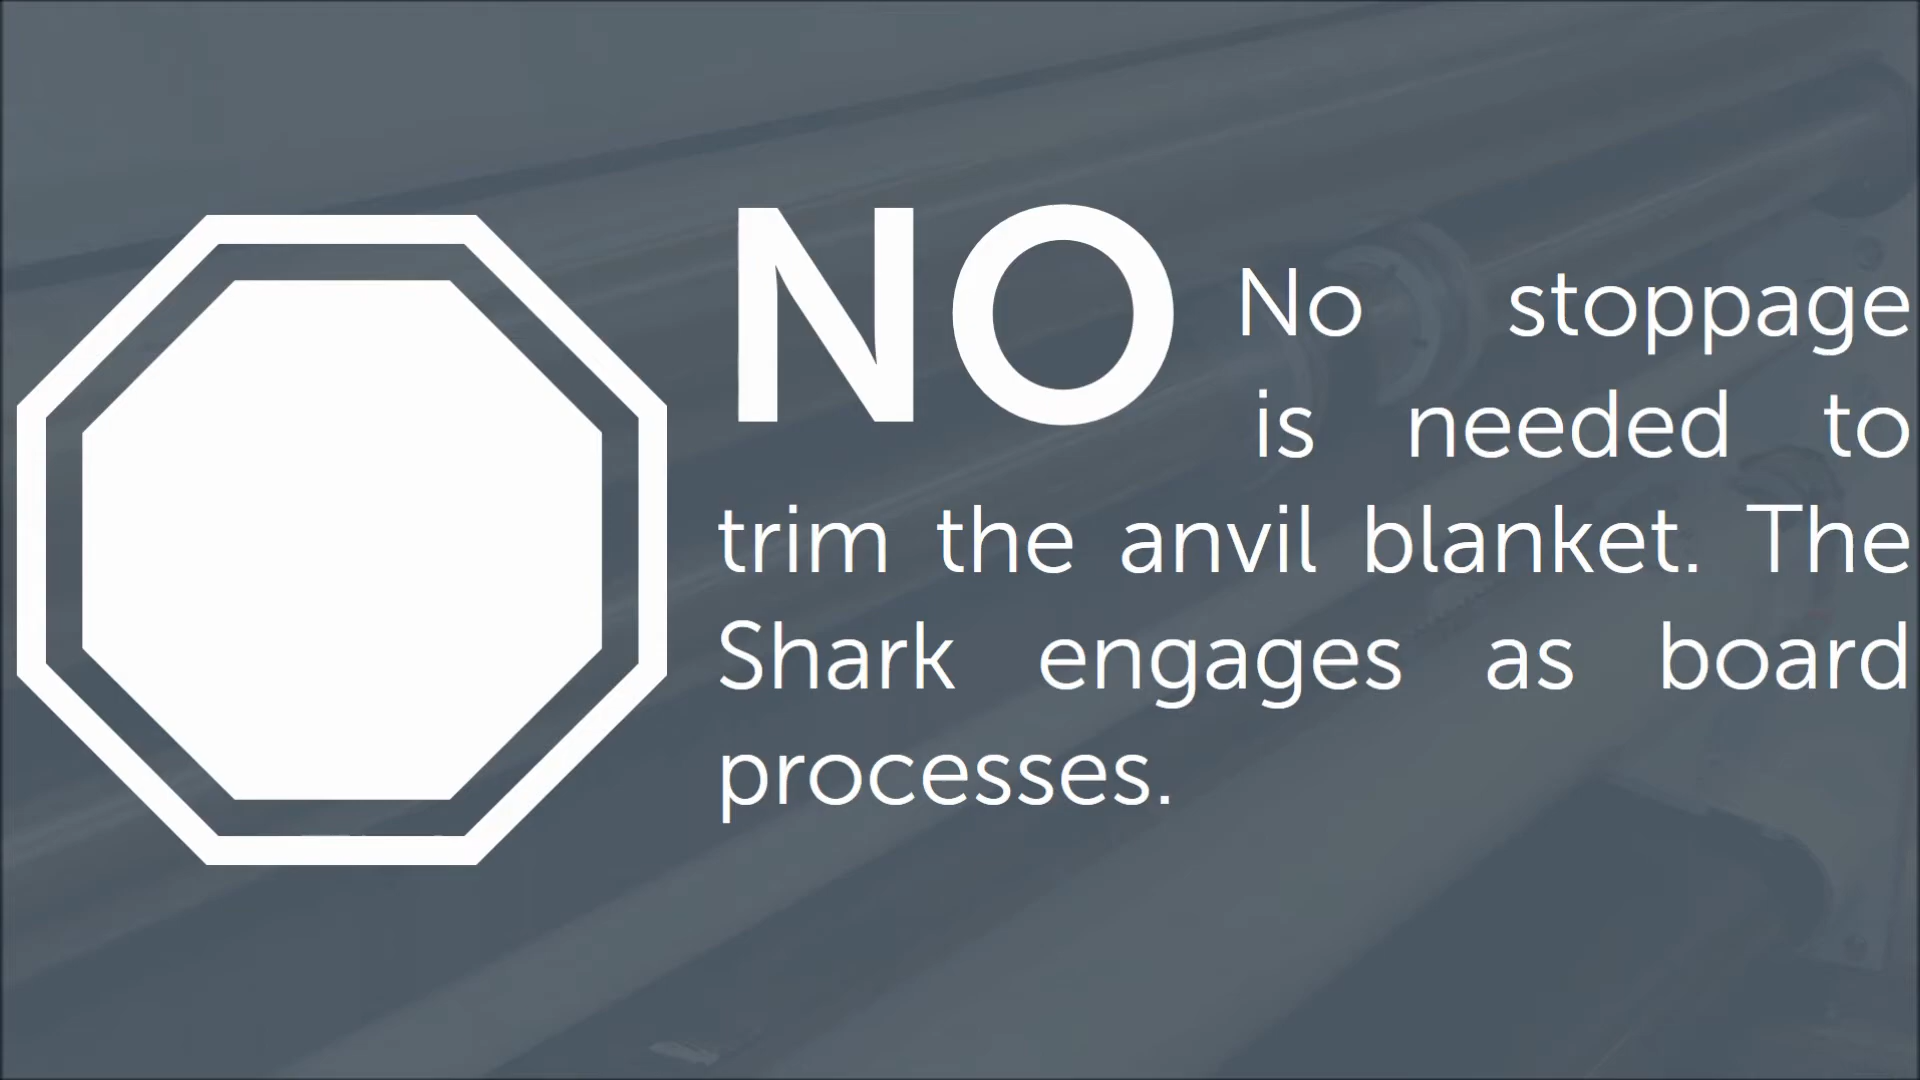 NO
No stoppage
is needed to
trim the anvil blanket. The
Shark engages as board
processes.